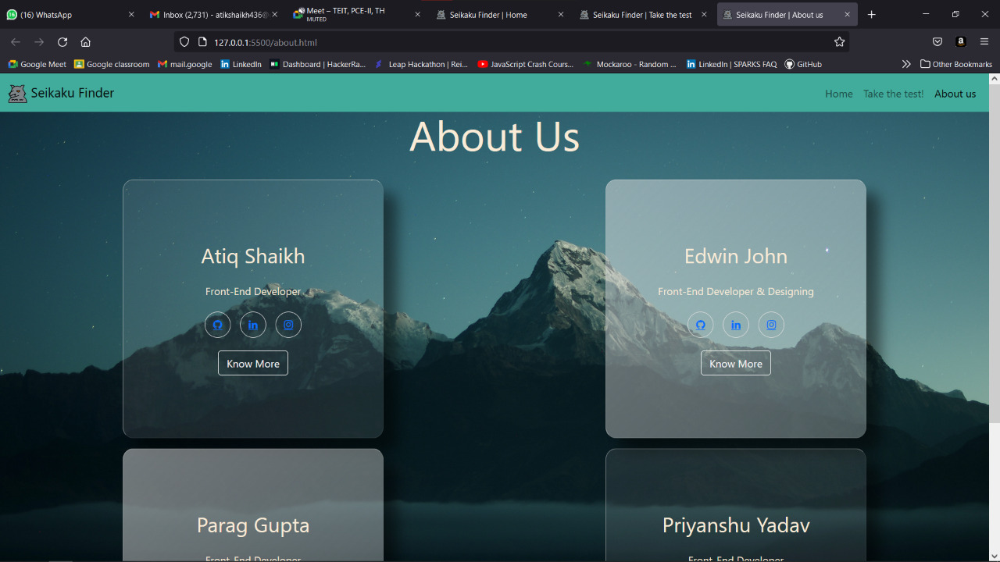 (16) WhatsApp
Inbox (2,731) - atikshaikh436@
Meet – TEIT, PCE-II, TH
MUTED
Seikaku Finder | Home
Seikaku Finder | Take the test
Seikaku Finder | About us
127.0.0.1:5500/about.html
Google Meet
Google classroom
mail.google
LinkedIn
Dashboard | HackerRa...
Leap Hackathon | Rei...
JavaScript Crash Cours...
Mockaroo - Random ...
LinkedIn | SPARKS FAQ
GitHub
Other Bookmarks
Seikaku Finder
Home
Take the test!
About us
About Us
Atiq Shaikh
Front-End Developer
Know More
Edwin John
Front-End Developer & Designing
Know More
Parag Gupta
Front-End Developer
Priyanshu Yadav
Front-End Developer